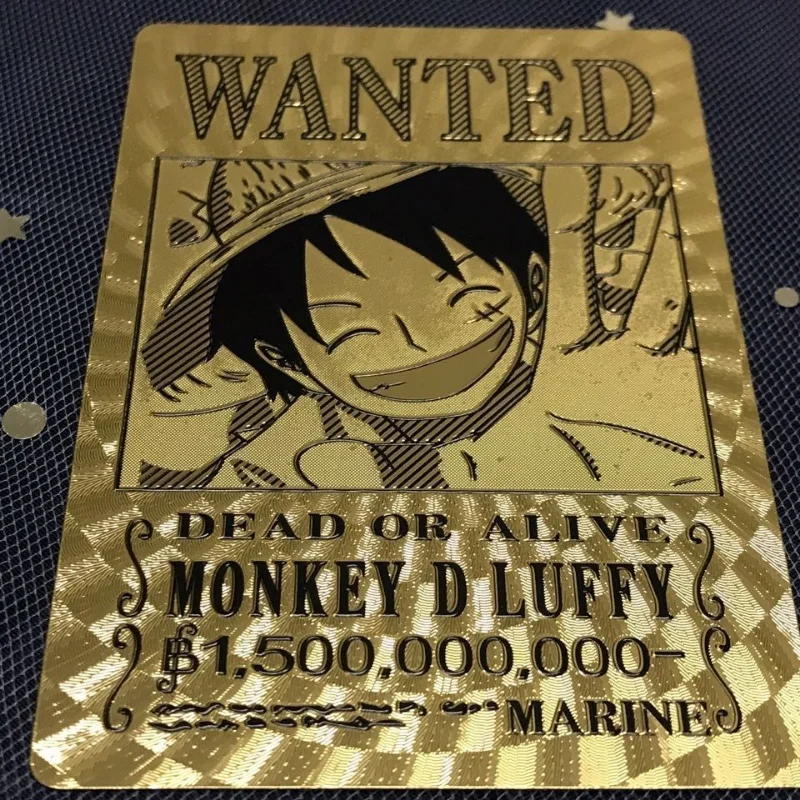 WANTED
DEAD OR ALIVE
MONKEY D LUFFY
฿1,500,000,000-
MARINE